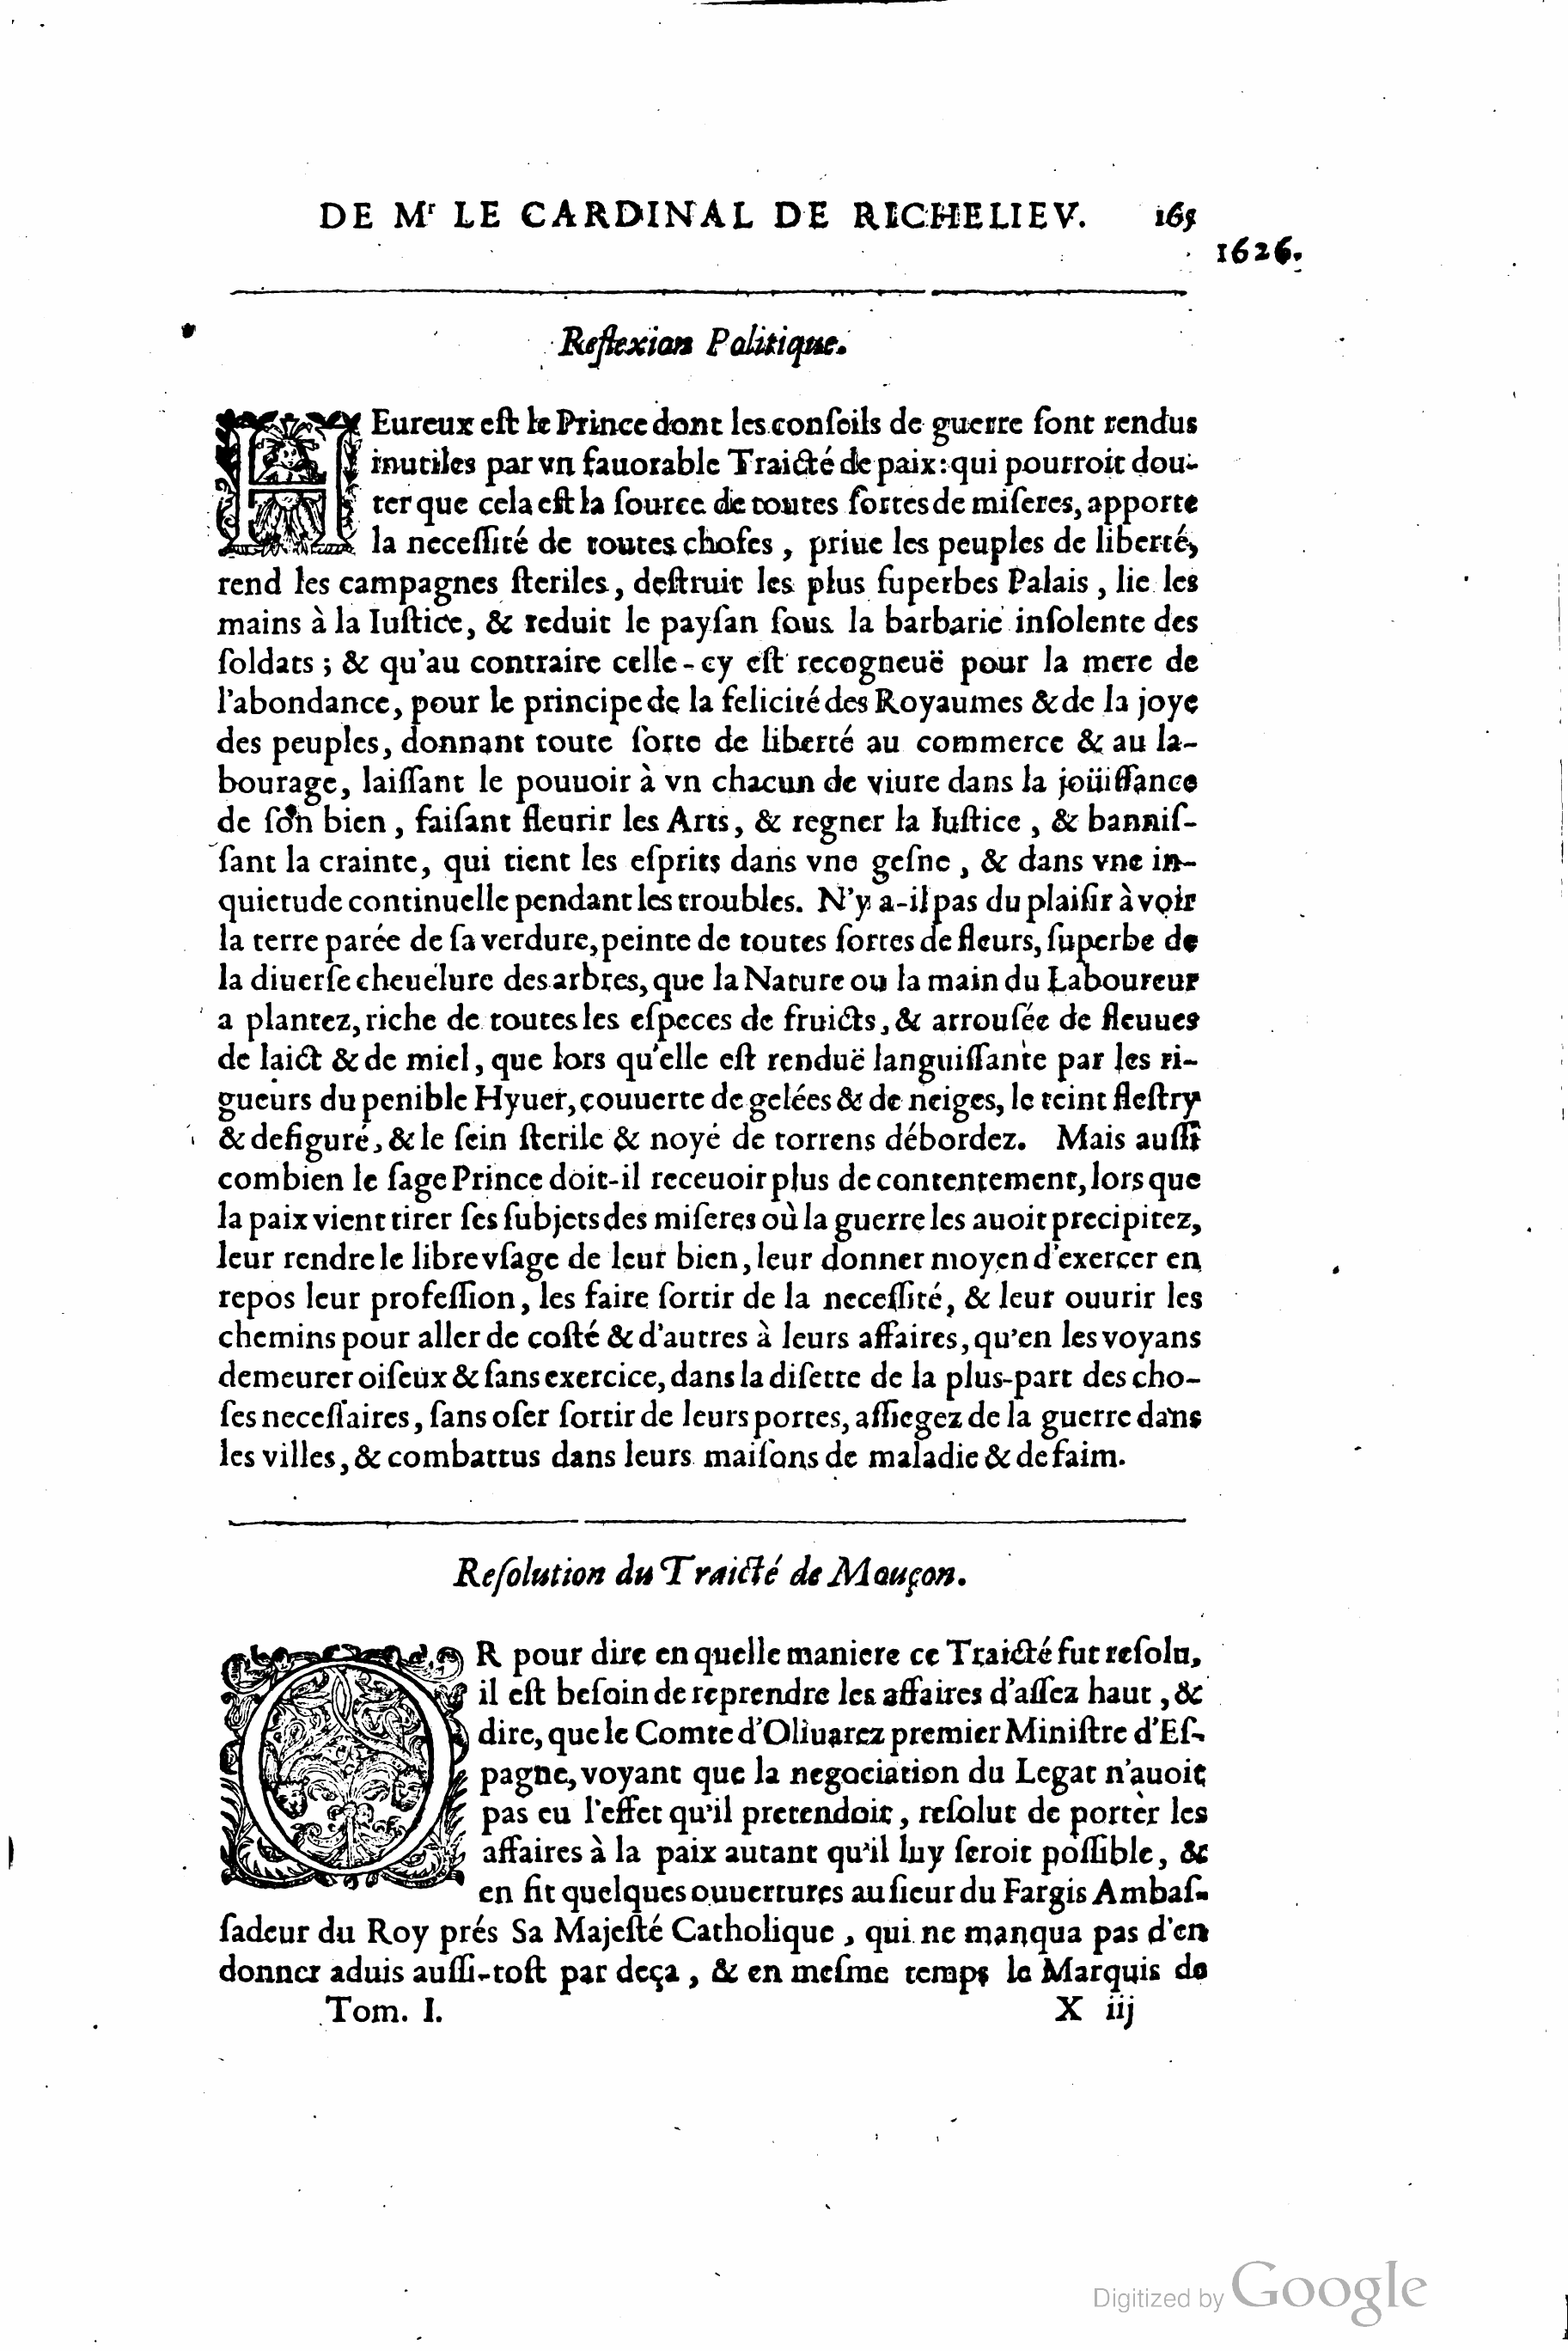 DE Mr LE CARDINAL DE RICHELIEV. 165
1626.
Reflexion Politique.
HEureux eſt le Prince dont les conſeils de guerre ſont rendus
inutiles par vn fauorable Traicté de paix: qui pourroit dou-
ter que cela eſt la ſource de toutes ſortes de miſeres, apporte
la neceſſité de toutes choſes, priue les peuples de liberté,
rend les campagnes ſteriles, deſtruit les plus ſuperbes Palais, lie les
mains à la Iuſtice, & reduit le payſan ſous la barbarie inſolente des
ſoldats; & qu'au contraire celle-cy eſt recogneuë pour la mere de
l'abondance, pour le principe de la felicité des Royaumes & de la joye
des peuples, donnant toute ſorte de liberté au commerce & au la-
bourage, laiſſant le pouuoir à vn chacun de viure dans la joüiſſance
de ſon bien, faiſant fleurir les Arts, & regner la Iuſtice, & banniſ-
ſant la crainte, qui tient les eſprits dans vne geſne, & dans vne in-
quietude continuelle pendant les troubles. N'y a-il pas du plaiſir à voir
la terre parée de ſa verdure, peinte de toutes ſortes de fleurs, ſuperbe de
la diuerſe cheuelure des arbres, que la Nature ou la main du Laboureur
a plantez, riche de toutes les eſpeces de fruicts, & arrouſée de fleuues
de laict & de miel, que lors qu'elle eſt renduë languiſſante par les ri-
gueurs du penible Hyuer, couuerte de gelées & de neiges, le teint fleſtry
& defiguré, & le ſein ſterile & noyé de torrens débordez. Mais auſſi
combien le ſage Prince doit-il receuoir plus de contentement, lors que
la paix vient tirer ſes ſubjets des miſeres où la guerre les auoit precipitez,
leur rendre le libre vſage de leur bien, leur donner moyen d'exercer en
repos leur profeſſion, les faire ſortir de la neceſſité, & leur ouurir les
chemins pour aller de coſté & d'autres à leurs affaires, qu'en les voyans
demeurer oiſeux & ſans exercice, dans la diſette de la plus-part des cho-
ſes neceſſaires, ſans oſer ſortir de leurs portes, aſſiegez de la guerre dans
les villes, & combattus dans leurs maiſons de maladie & de faim.
Reſolution du Traicté de Mouçon.
OR pour dire en quelle maniere ce Traicté fut reſolu,
il eſt beſoin de reprendre les affaires d'aſſez haut, &
dire, que le Comte d'Oliuarez premier Miniſtre d'Eſ-
pagne, voyant que la negociation du Legat n'auoit
pas eu l'effet qu'il pretendoit, reſolut de porter les
affaires à la paix autant qu'il luy ſeroit poſſible, &
en fit quelques ouuertures au ſieur du Fargis Ambaſ-
ſadeur du Roy prés Sa Majeſté Catholique, qui ne manqua pas d'en
donner aduis auſſi-toſt par deça, & en meſme temps le Marquis de
Tom. I. X iij
Digitized by Google